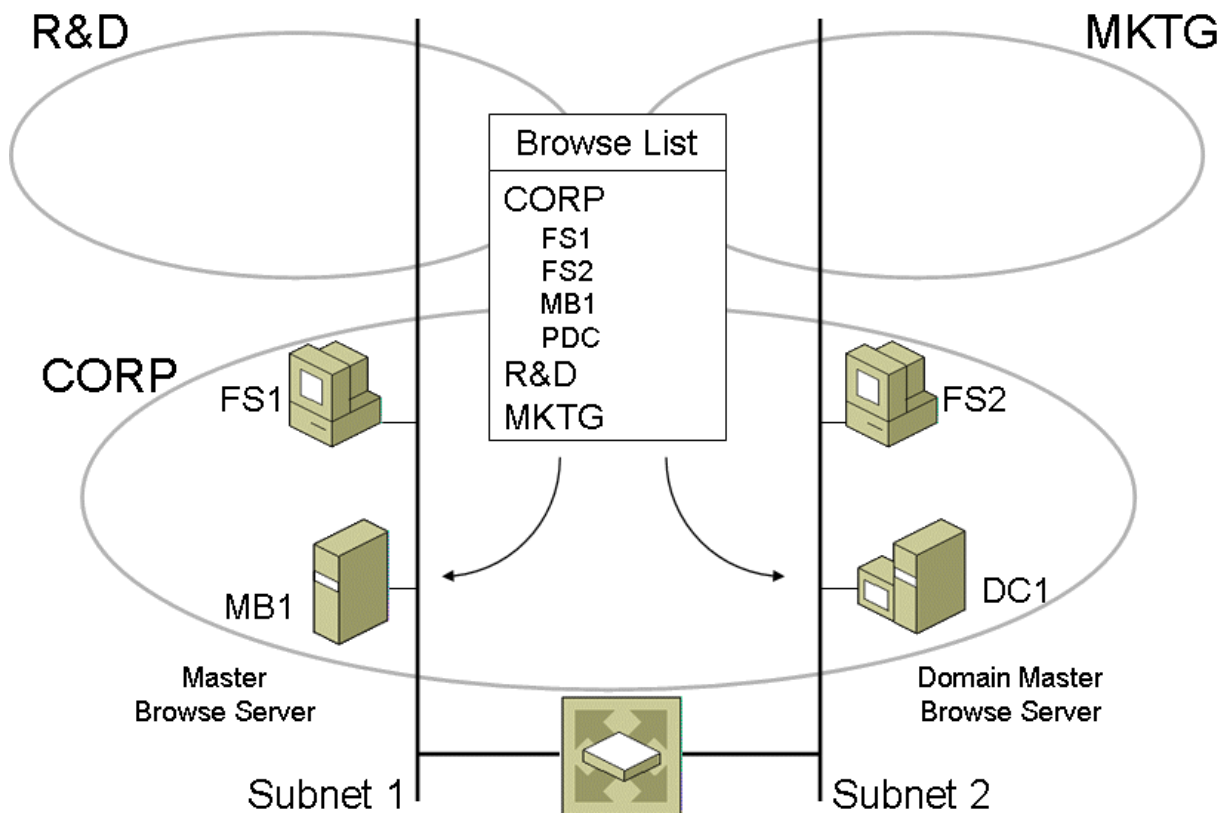 R&D
MKTG
Browse List
CORP
FS1
FS2
MB1
PDC
R&D
MKTG
CORP
FS1
FS2
MB1
DC1
Master
Browse Server
Domain Master
Browse Server
Subnet 1
Subnet 2